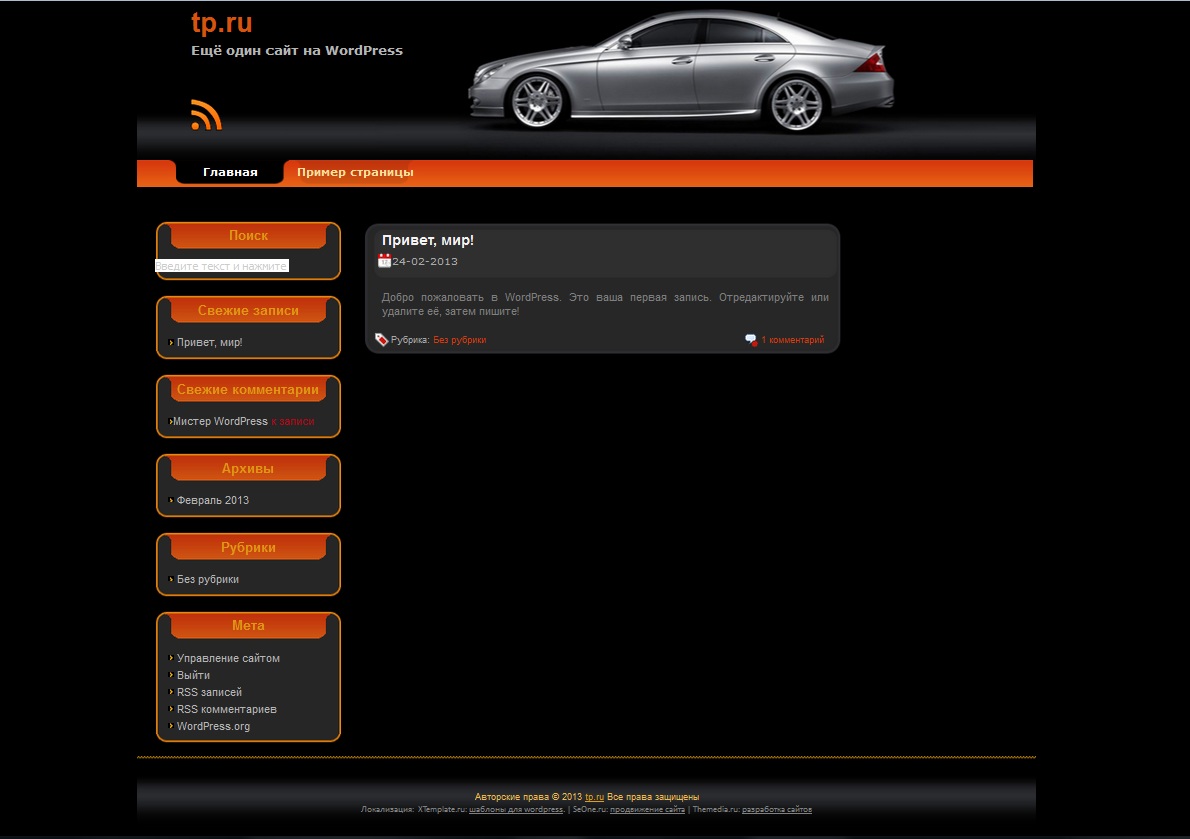 tp.ru
Ещё один сайт на WordPress
Главная
Пример страницы
Поиск
Введите текст и нажмите
Свежие записи
Привет, мир!
Свежие комментарии
Мистер WordPress к записи
Архивы
Февраль 2013
Рубрики
Без рубрики
Мета
Управление сайтом
Выйти
RSS записей
RSS комментариев
WordPress.org
Привет, мир!
24-02-2013
Добро пожаловать в WordPress. Это ваша первая запись. Отредактируйте или
удалите её, затем пишите!
Рубрика: Без рубрики
1 комментарий
Авторские права © 2013 tp.ru Все права защищены
Локализация: XTemplate.ru: шаблоны для wordpress. | SeOne.ru: продвижение сайта | Themedia.ru: разработка сайтов